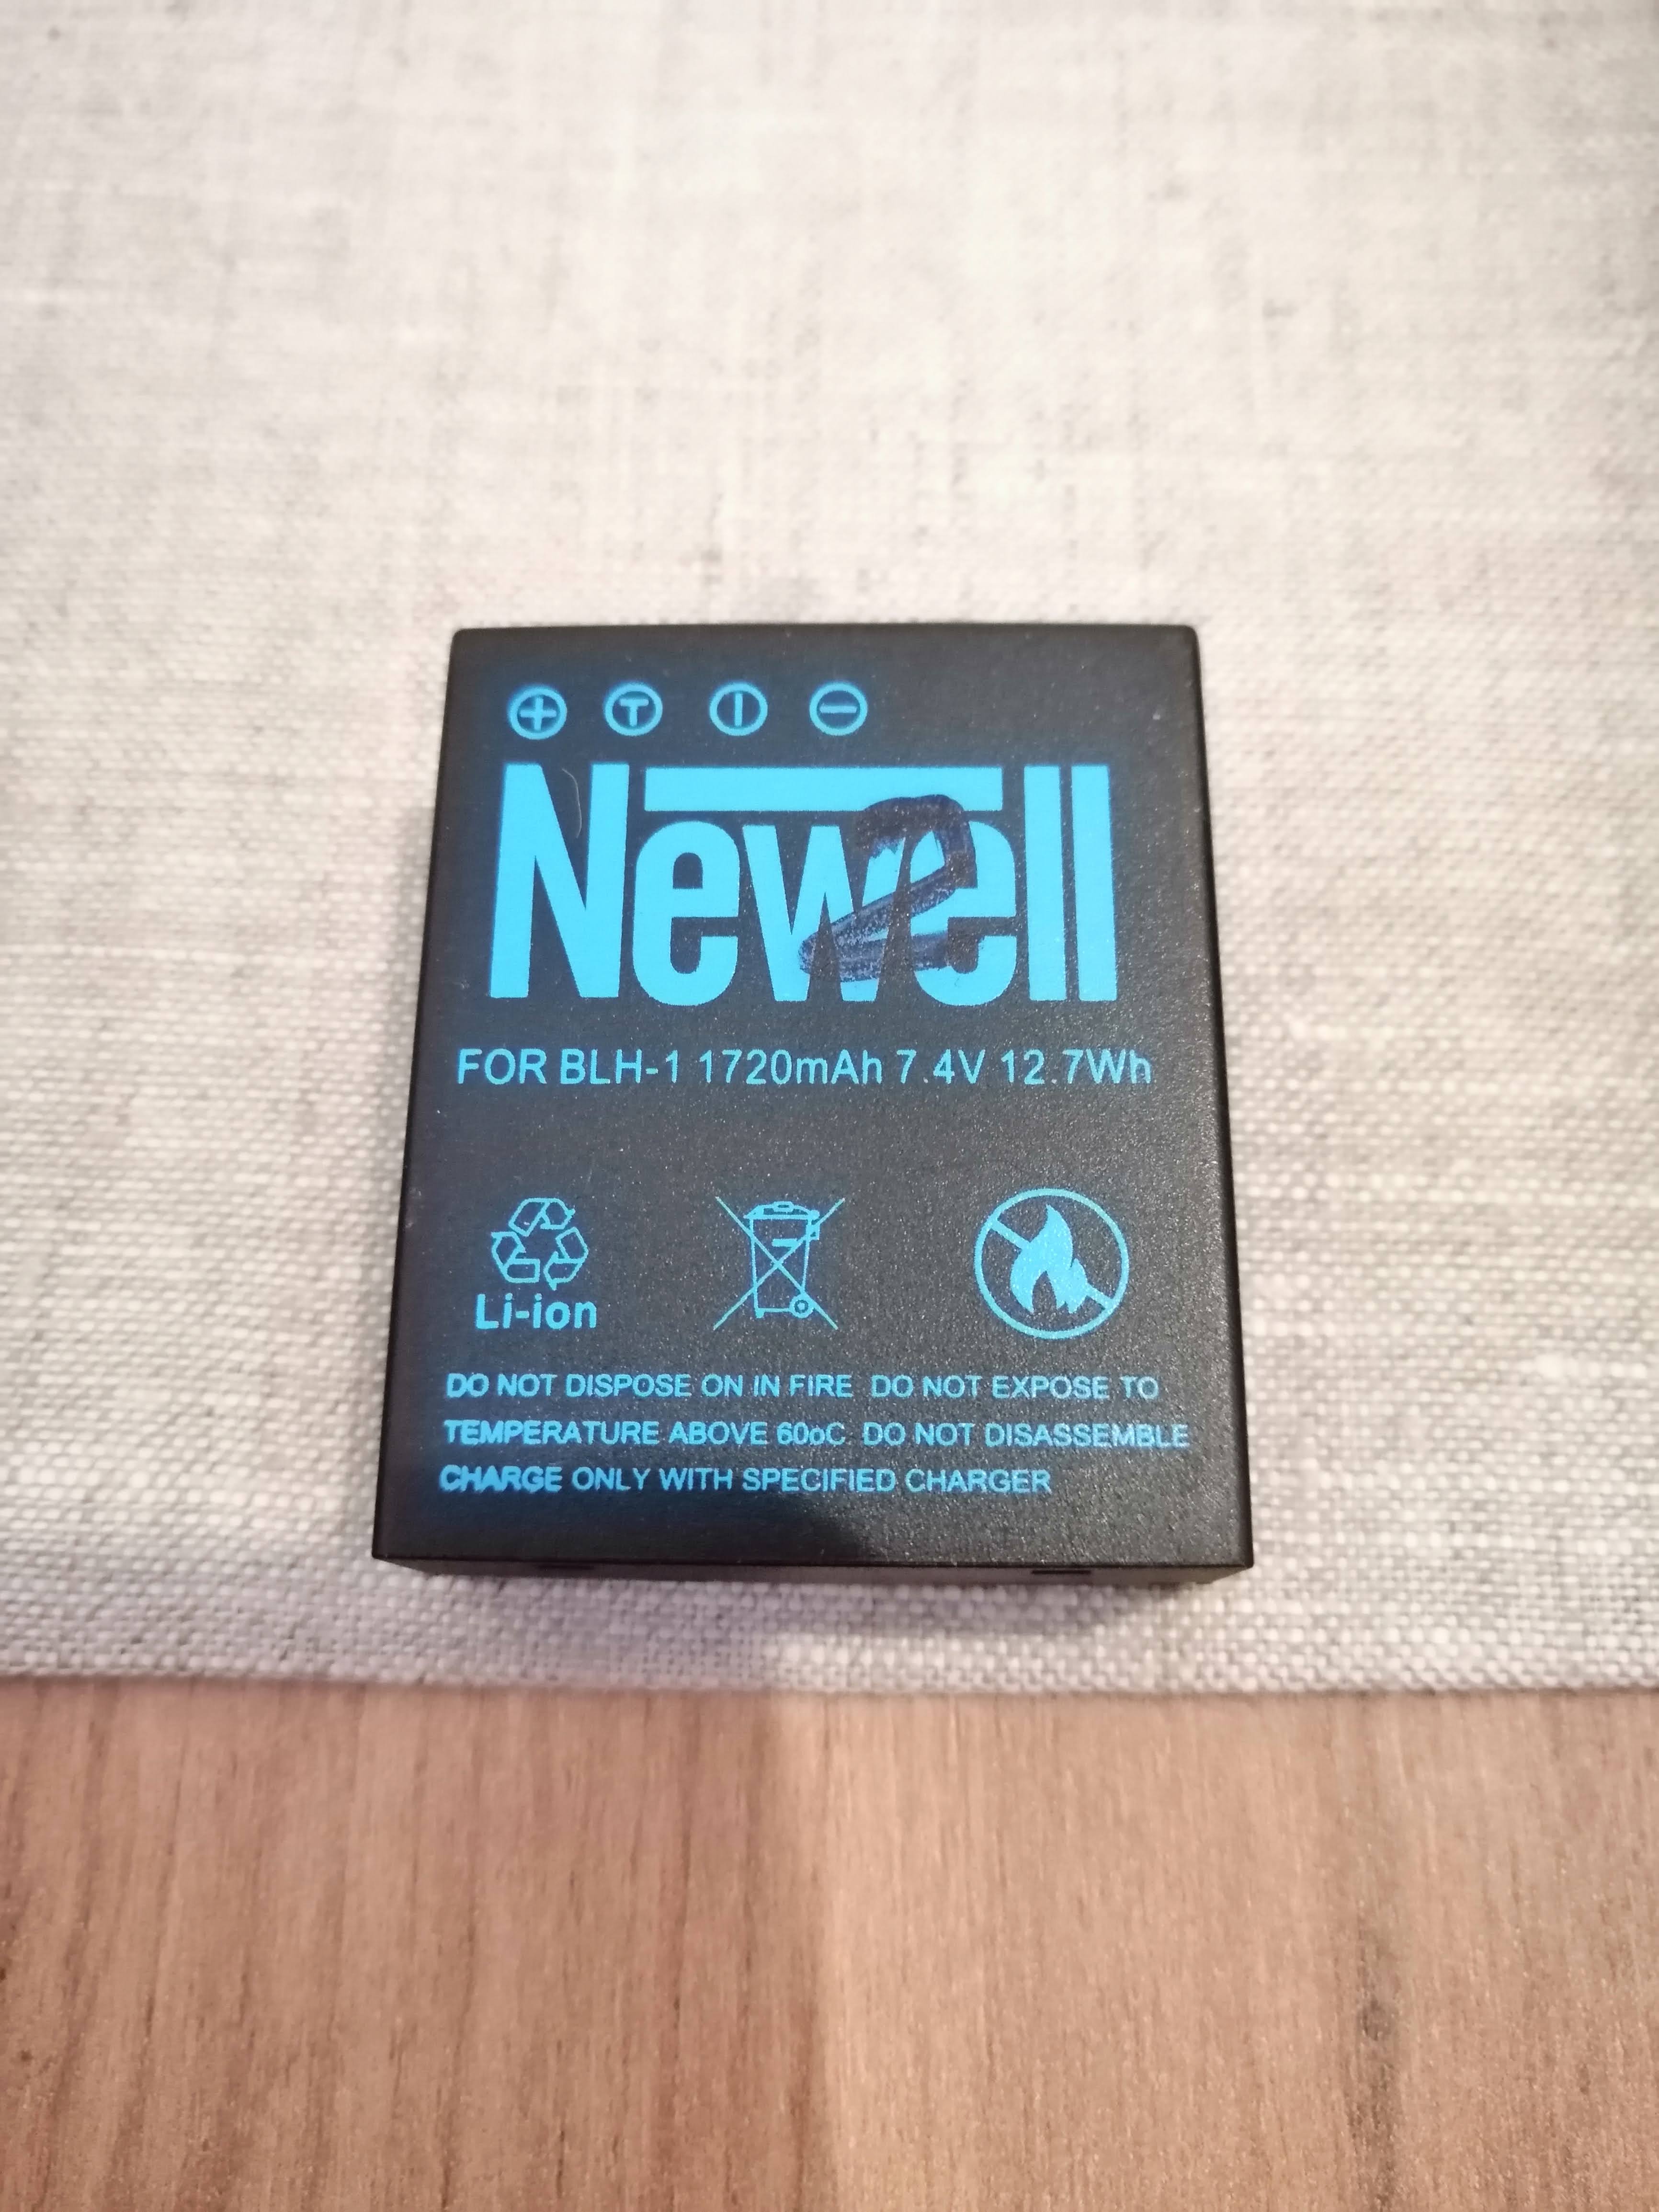 + T I −
Newell
2
FOR BLH-1 1720mAh 7.4V 12.7Wh
Li-ion
DO NOT DISPOSE ON IN FIRE DO NOT EXPOSE TO
TEMPERATURE ABOVE 60oC DO NOT DISASSEMBLE
CHARGE ONLY WITH SPECIFIED CHARGER